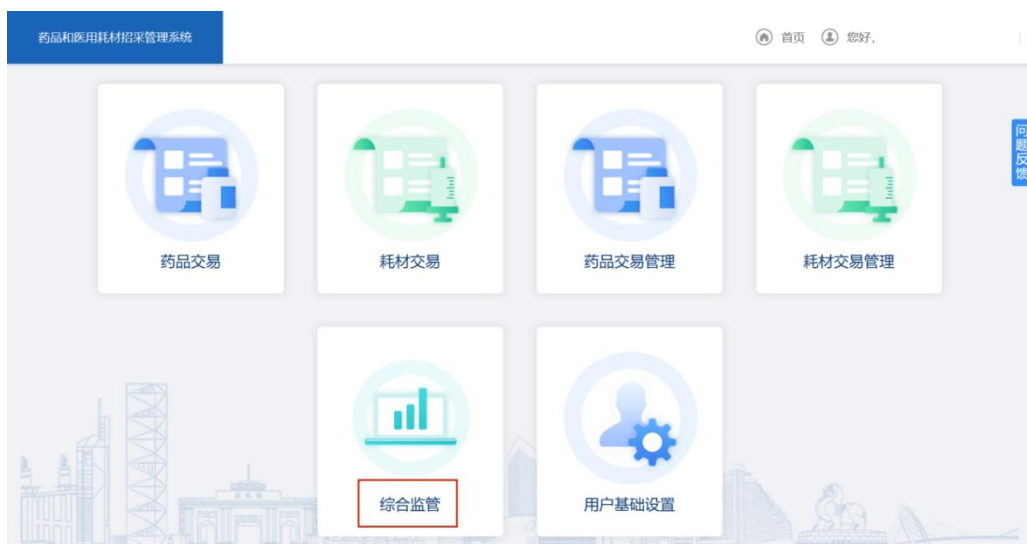 药品和医用耗材招采管理系统
首页 您好,
问题反馈
药品交易 耗材交易 药品交易管理 耗材交易管理
综合监管 用户基础设置